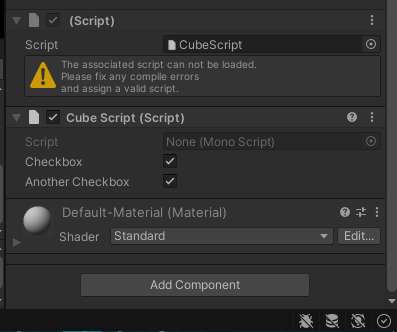 (Script)
Script CubeScript
The associated script can not be loaded.
Please fix any compile errors
and assign a valid script.
Cube Script (Script)
Script None (Mono Script)
Checkbox
Another Checkbox
Default-Material (Material)
Shader Standard Edit...
Add Component